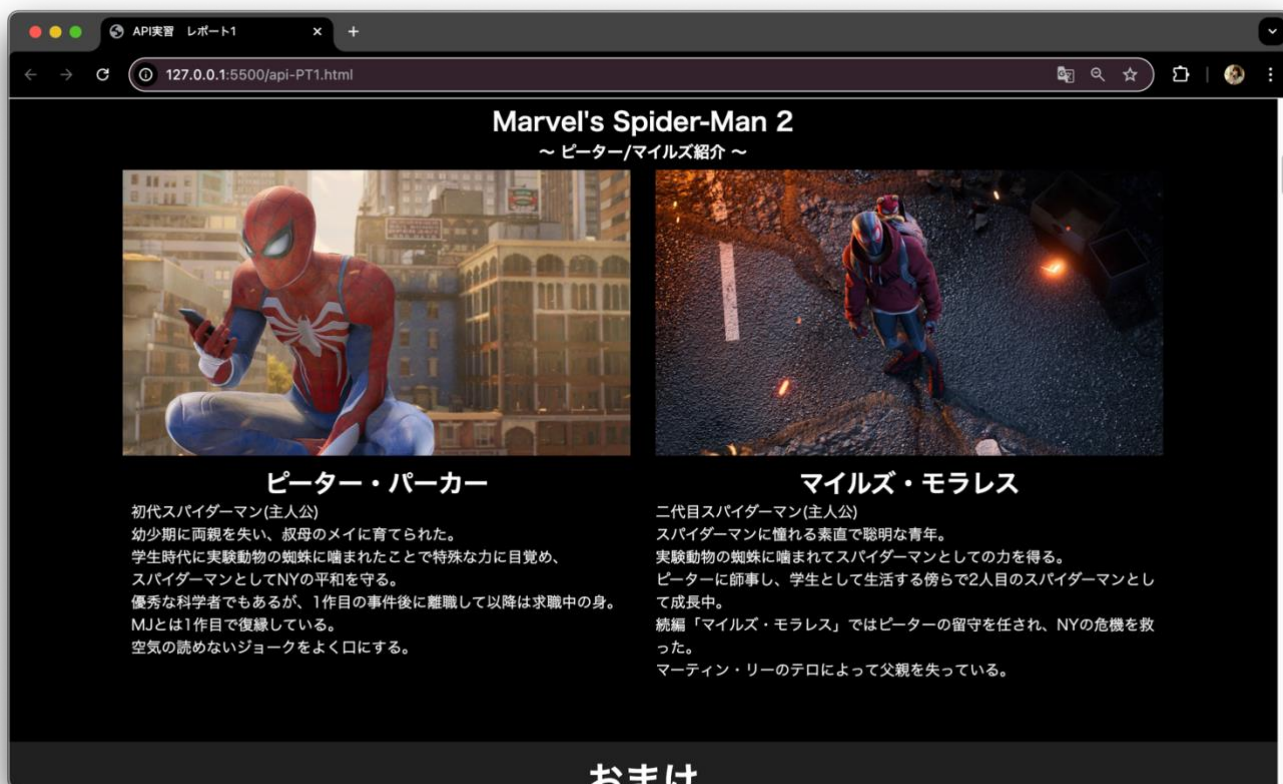 API実習　レポート1
127.0.0.1:5500/api-PT1.html
Marvel's Spider-Man 2
～ ピーター/マイルズ紹介 ～
ピーター・パーカー
初代スパイダーマン(主人公)
幼少期に両親を失い、叔母のメイに育てられた。
学生時代に実験動物の蜘蛛に噛まれたことで特殊な力に目覚め、
スパイダーマンとしてNYの平和を守る。
優秀な科学者でもあるが、1作目の事件後に離職して以降は求職中の身。
MJとは1作目で復縁している。
空気の読めないジョークをよく口にする。
マイルズ・モラレス
二代目スパイダーマン(主人公)
スパイダーマンに憧れる素直で聡明な青年。
実験動物の蜘蛛に噛まれてスパイダーマンとしての力を得る。
ピーターに師事し、学生として生活する傍らで2人目のスパイダーマンとし
て成長中。
続編「マイルズ・モラレス」ではピーターの留守を任され、NYの危機を救
った。
マーティン・リーのテロによって父親を失っている。
おまけ